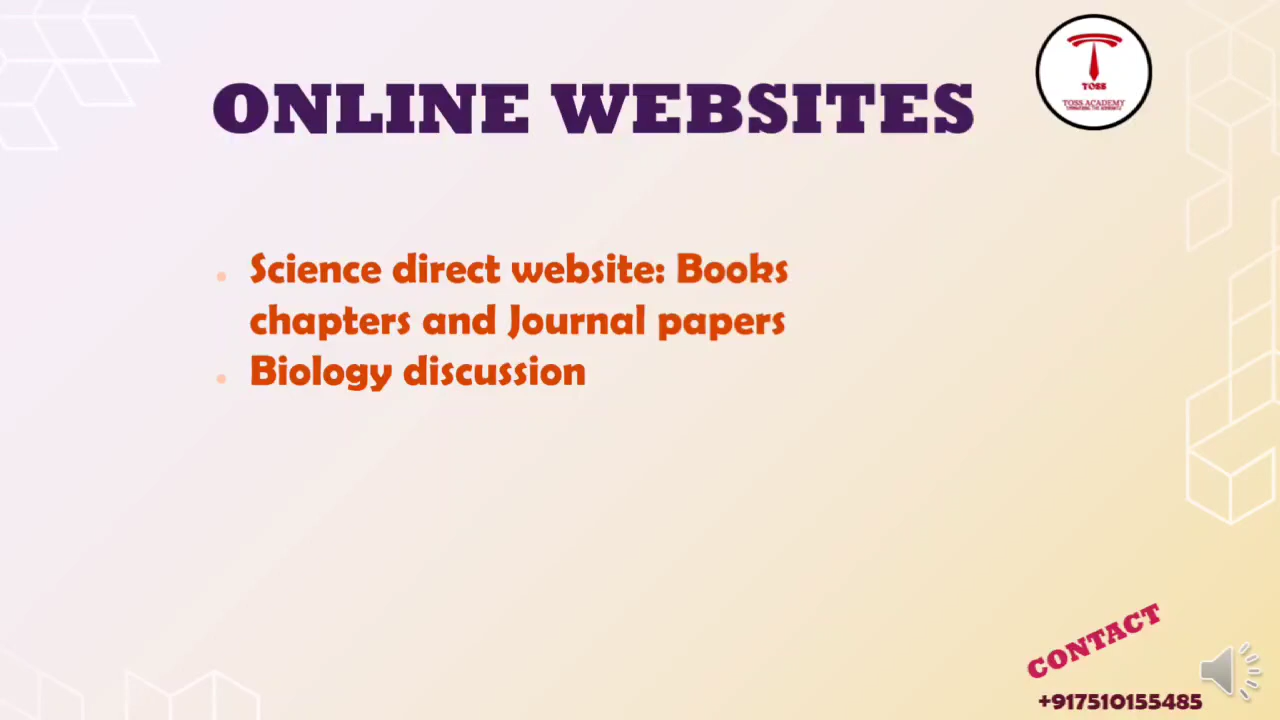 TOSS
TOSS ACADEMY
ONLINE WEBSITES
Science direct website: Books
chapters and Journal papers
Biology discussion
CONTACT
+917510155485